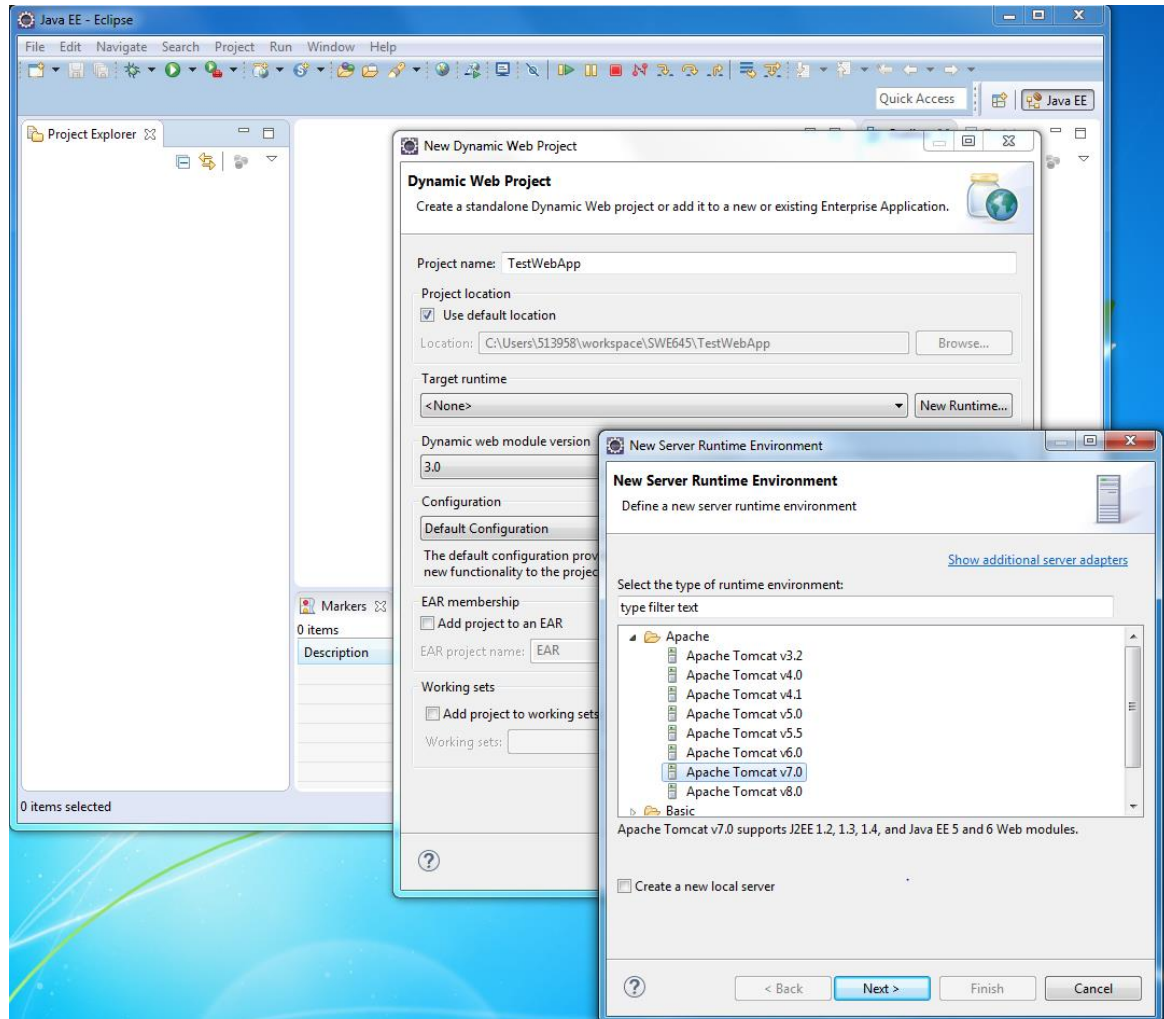 Java EE - Eclipse
File Edit Navigate Search Project Run Window Help
Quick Access
Java EE
Project Explorer
New Dynamic Web Project
Dynamic Web Project
Create a standalone Dynamic Web project or add it to a new or existing Enterprise Application.
Project name: TestWebApp
Project location
Use default location
Location: C:\Users\513958\workspace\SWE645\TestWebApp Browse...
Target runtime
<None> New Runtime...
Dynamic web module version
3.0
Configuration
Default Configuration
The default configuration prov
new functionality to the projec
EAR membership
Add project to an EAR
EAR project name: EAR
Working sets
Add project to working sets
Working sets:
Markers
0 items
Description
0 items selected
New Server Runtime Environment
New Server Runtime Environment
Define a new server runtime environment
Show additional server adapters
Select the type of runtime environment:
type filter text
Apache
Apache Tomcat v3.2
Apache Tomcat v4.0
Apache Tomcat v4.1
Apache Tomcat v5.0
Apache Tomcat v5.5
Apache Tomcat v6.0
Apache Tomcat v7.0
Apache Tomcat v8.0
Basic
Apache Tomcat v7.0 supports J2EE 1.2, 1.3, 1.4, and Java EE 5 and 6 Web modules.
Create a new local server
< Back Next > Finish Cancel